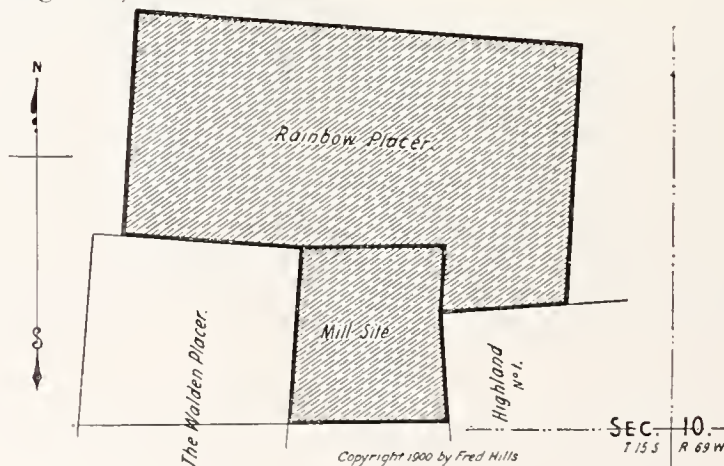 N
Rainbow Placer.
The Walden Placer.
Mill-Site
Highland
Nº 1.
S
SEC. 10.
T 15 S R 69 W
Copyright 1900 by Fred Hills